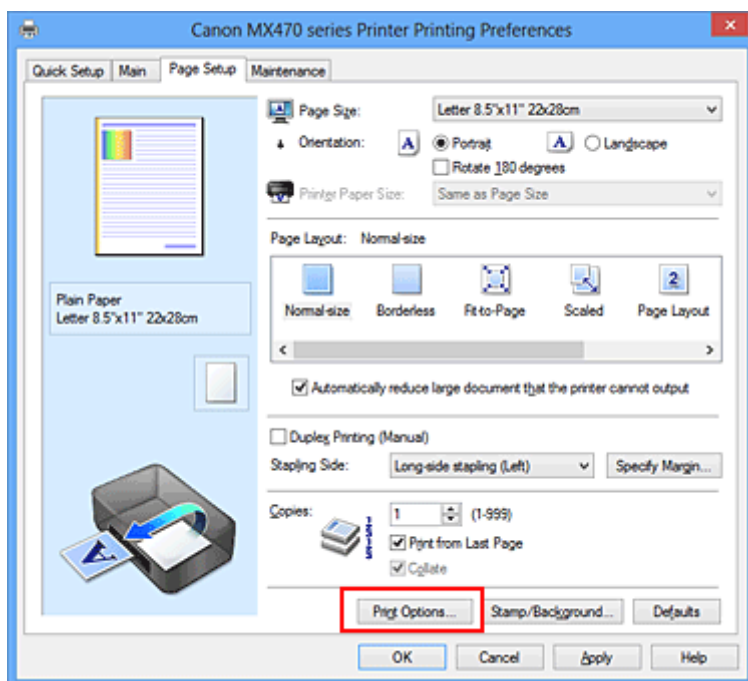 Canon MX470 series Printer Printing Preferences
Quick Setup Main Page Setup Maintenance
Page Size: Letter 8.5"x11" 22x28cm
Orientation: A Portrait A Landscape
Rotate 180 degrees
Printer Paper Size: Same as Page Size
Page Layout: Normal-size
2
Normal-size Borderless Fit-to-Page Scaled Page Layout
Plain Paper
Letter 8.5"x11" 22x28cm
Automatically reduce large document that the printer cannot output
Duplex Printing (Manual)
Stapling Side: Long-side stapling (Left) Specify Margin...
Copies: 1 (1-999)
Print from Last Page
Collate
A
Print Options... Stamp/Background... Defaults
OK Cancel Apply Help